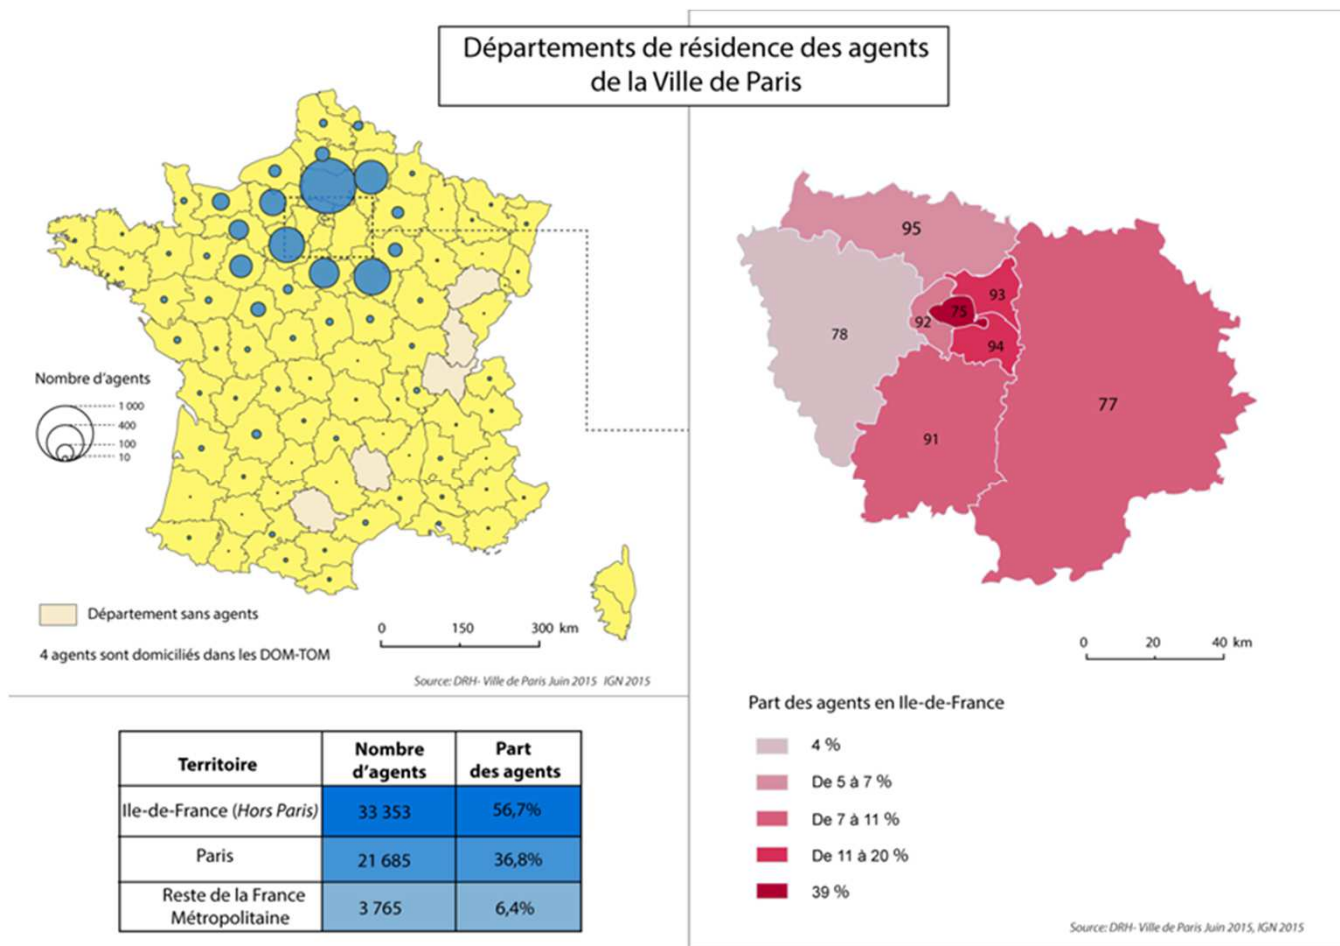 Départements de résidence des agents
de la Ville de Paris
Nombre d'agents
1 000
400
100
10
Département sans agents
4 agents sont domiciliés dans les DOM-TOM
0 150 300 km
Source: DRH- Ville de Paris Juin 2015 IGN 2015
Territoire
Nombre
d'agents
Part
des agents
Ile-de-France (Hors Paris) 33 353 56,7%
Paris 21 685 36,8%
Reste de la France
Métropolitaine
3 765 6,4%
95
93
75
92
78
94
77
91
0 20 40 km
Part des agents en Ile-de-France
4 %
De 5 à 7 %
De 7 à 11 %
De 11 à 20 %
39 %
Source: DRH- Ville de Paris Juin 2015, IGN 2015